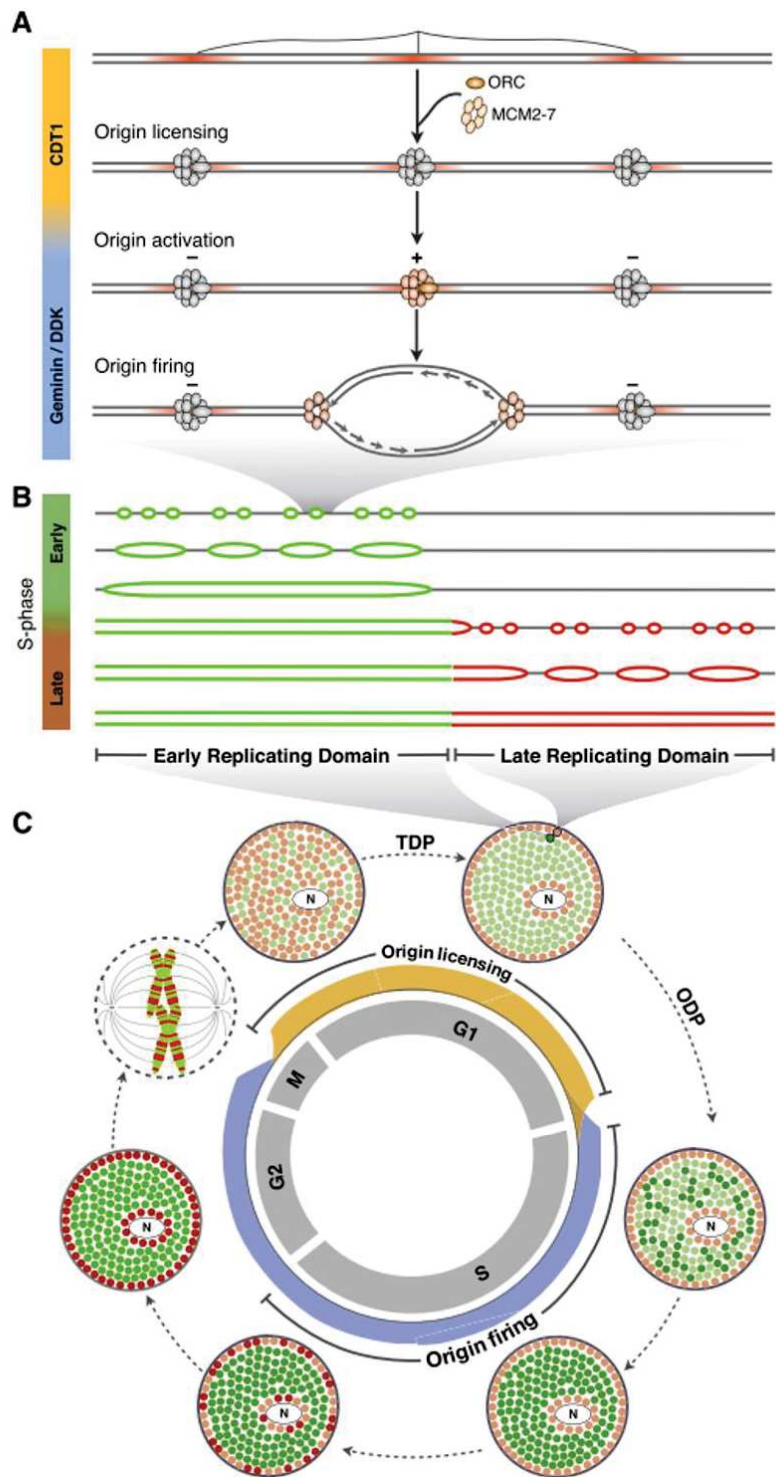 A
ORC
MCM2-7
Origin licensing
CDT1
Origin activation
– + –
Geminin / DDK
Origin firing
– –
B
Early
S-phase
Late
Early Replicating Domain
Late Replicating Domain
C
TDP
N
N
Origin licensing
ODP
G1
M
G2
S
N
N
Origin firing
N
N